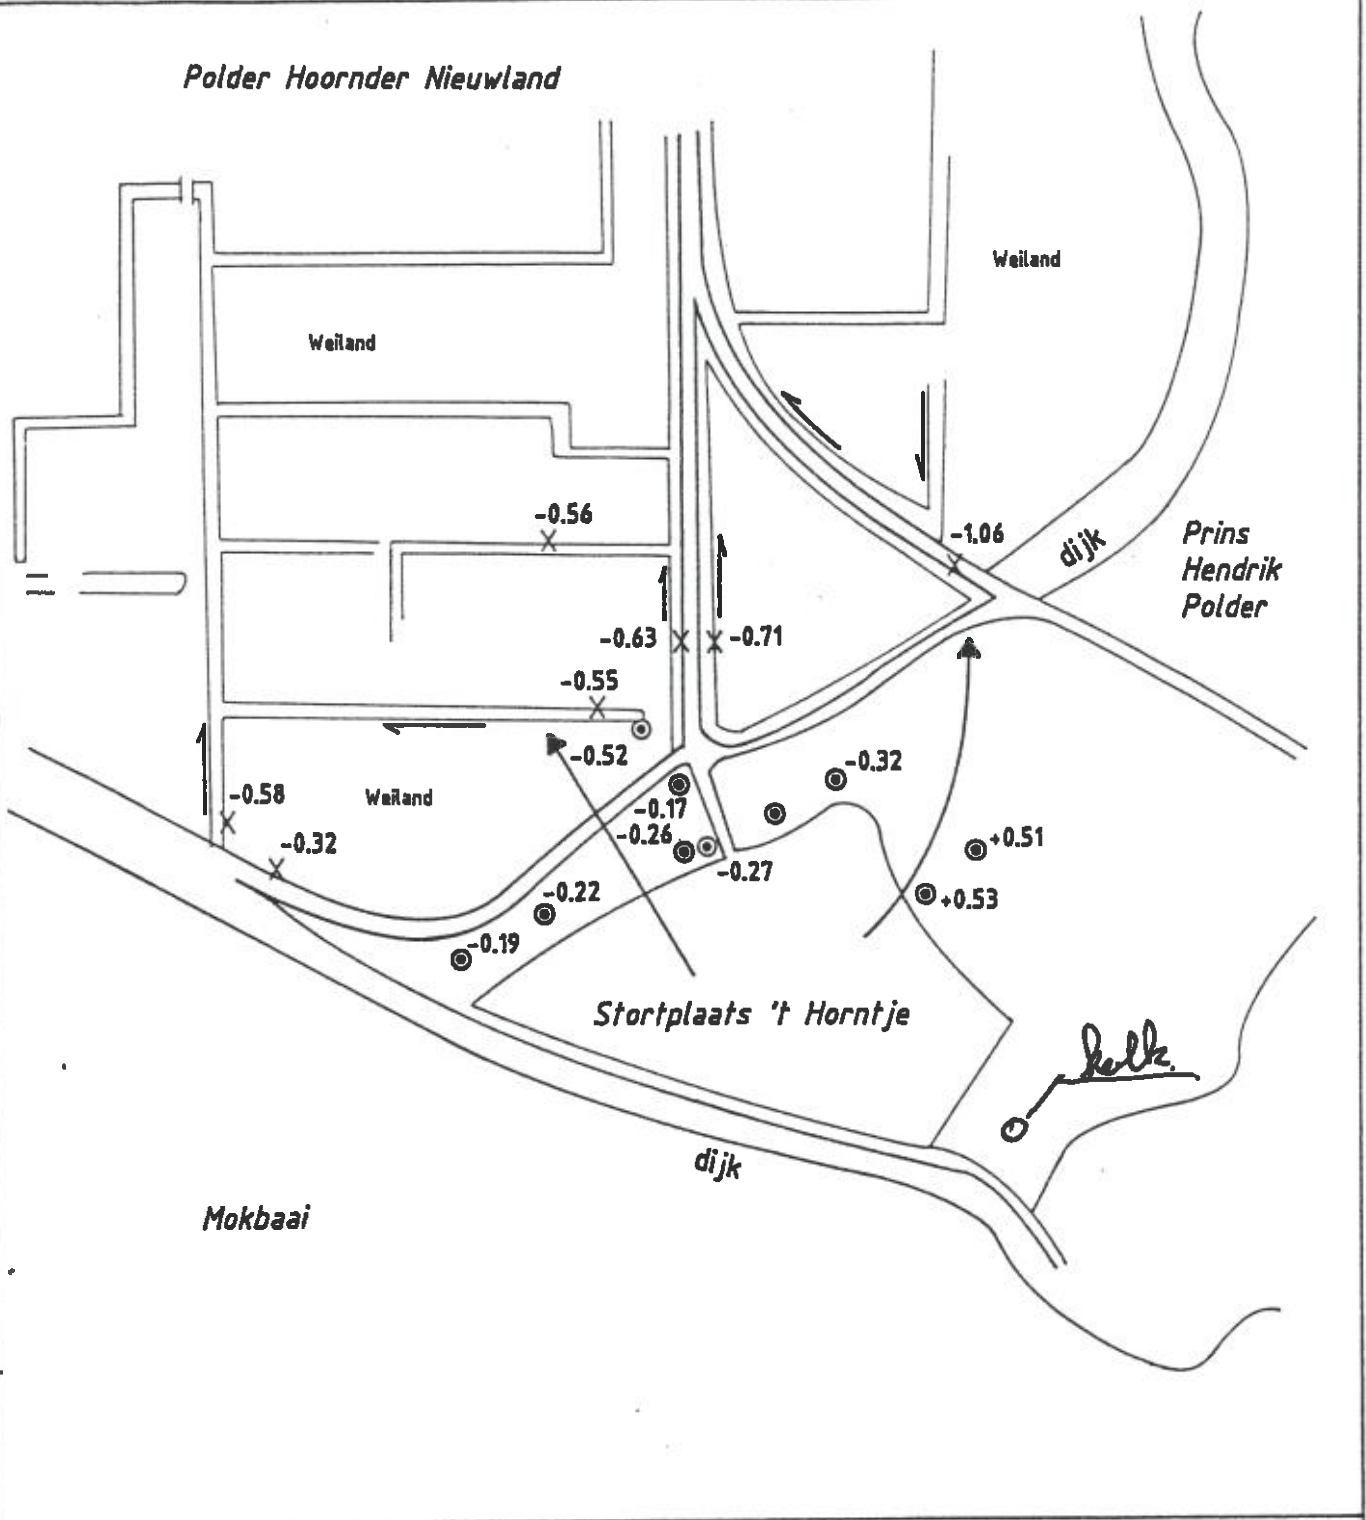 Polder Hoornder Nieuwland
Weiland
Weiland
-0.56
-1.06
dijk
Prins
Hendrik
Polder
-0.63
-0.71
-0.55
-0.52
-0.32
-0.58
Weiland
-0.17
-0.26
-0.32
-0.27
+0.51
-0.22
+0.53
-0.19
Stortplaats 't Horntje
kolk.
dijk
Mokbaai